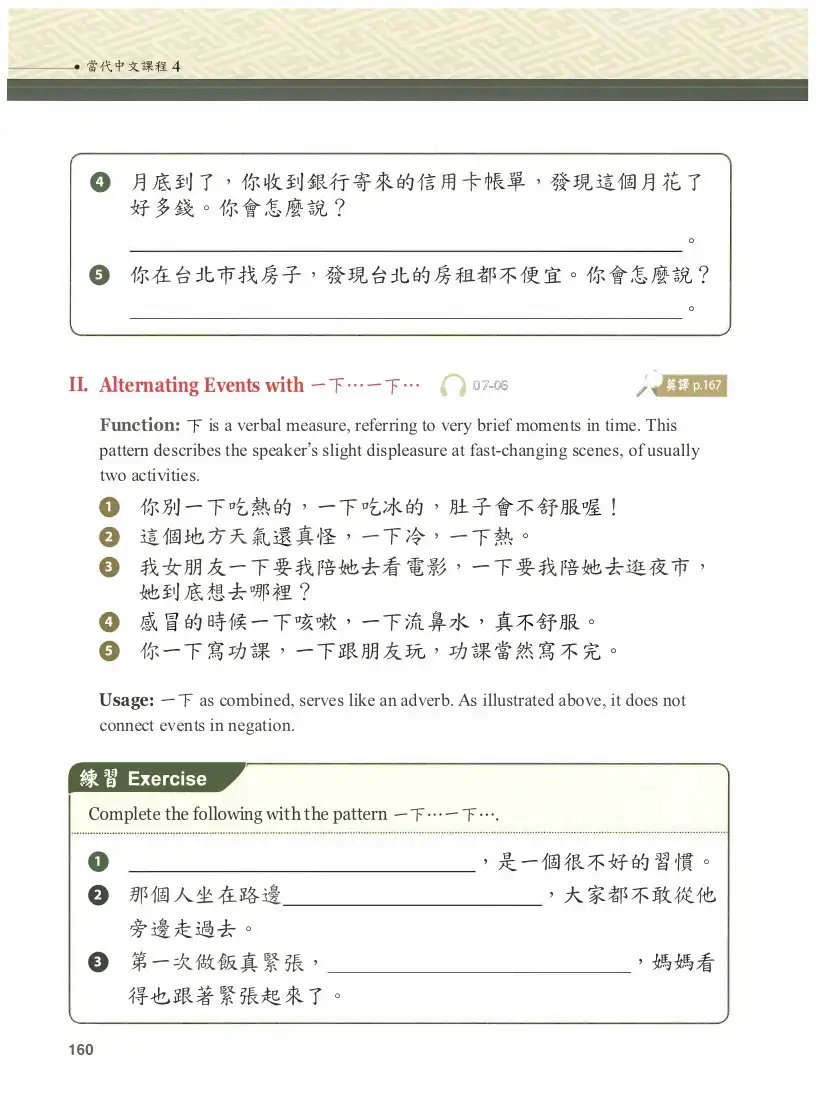 當代中文課程 4
4 月底到了，你收到銀行寄來的信用卡帳單，發現這個月花了
好多錢。你會怎麼說？
。
5 你在台北市找房子，發現台北的房租都不便宜。你會怎麼說？
。
II. Alternating Events with 一下…一下… 07-06 英譯 p.167
Function: 下 is a verbal measure, referring to very brief moments in time. This
pattern describes the speaker's slight displeasure at fast-changing scenes, of usually
two activities.
1 你別一下吃熱的，一下吃冰的，肚子會不舒服喔！
2 這個地方天氣還真怪，一下冷，一下熱。
3 我女朋友一下要我陪她去看電影，一下要我陪她去逛夜市，
她到底想去哪裡？
4 感冒的時候一下咳嗽，一下流鼻水，真不舒服。
5 你一下寫功課，一下跟朋友玩，功課當然寫不完。
Usage: 一下 as combined, serves like an adverb. As illustrated above, it does not
connect events in negation.
練習 Exercise
Complete the following with the pattern 一下…一下….
1 ，是一個很不好的習慣。
2 那個人坐在路邊 ，大家都不敢從他
旁邊走過去。
3 第一次做飯真緊張， ，媽媽看
得也跟著緊張起來了。
160